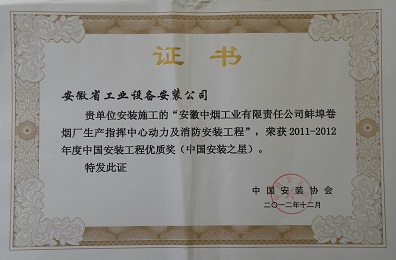 证书
安徽省工业设备安装公司
贵单位安装施工的“安徽中烟工业有限责任公司蚌埠卷
烟厂生产指挥中心动力及消防安装工程”,荣获2011-2012
年度中国安装工程优质奖(中国安装之星)。
特发此证
中国安装协会
二〇一二年十二月